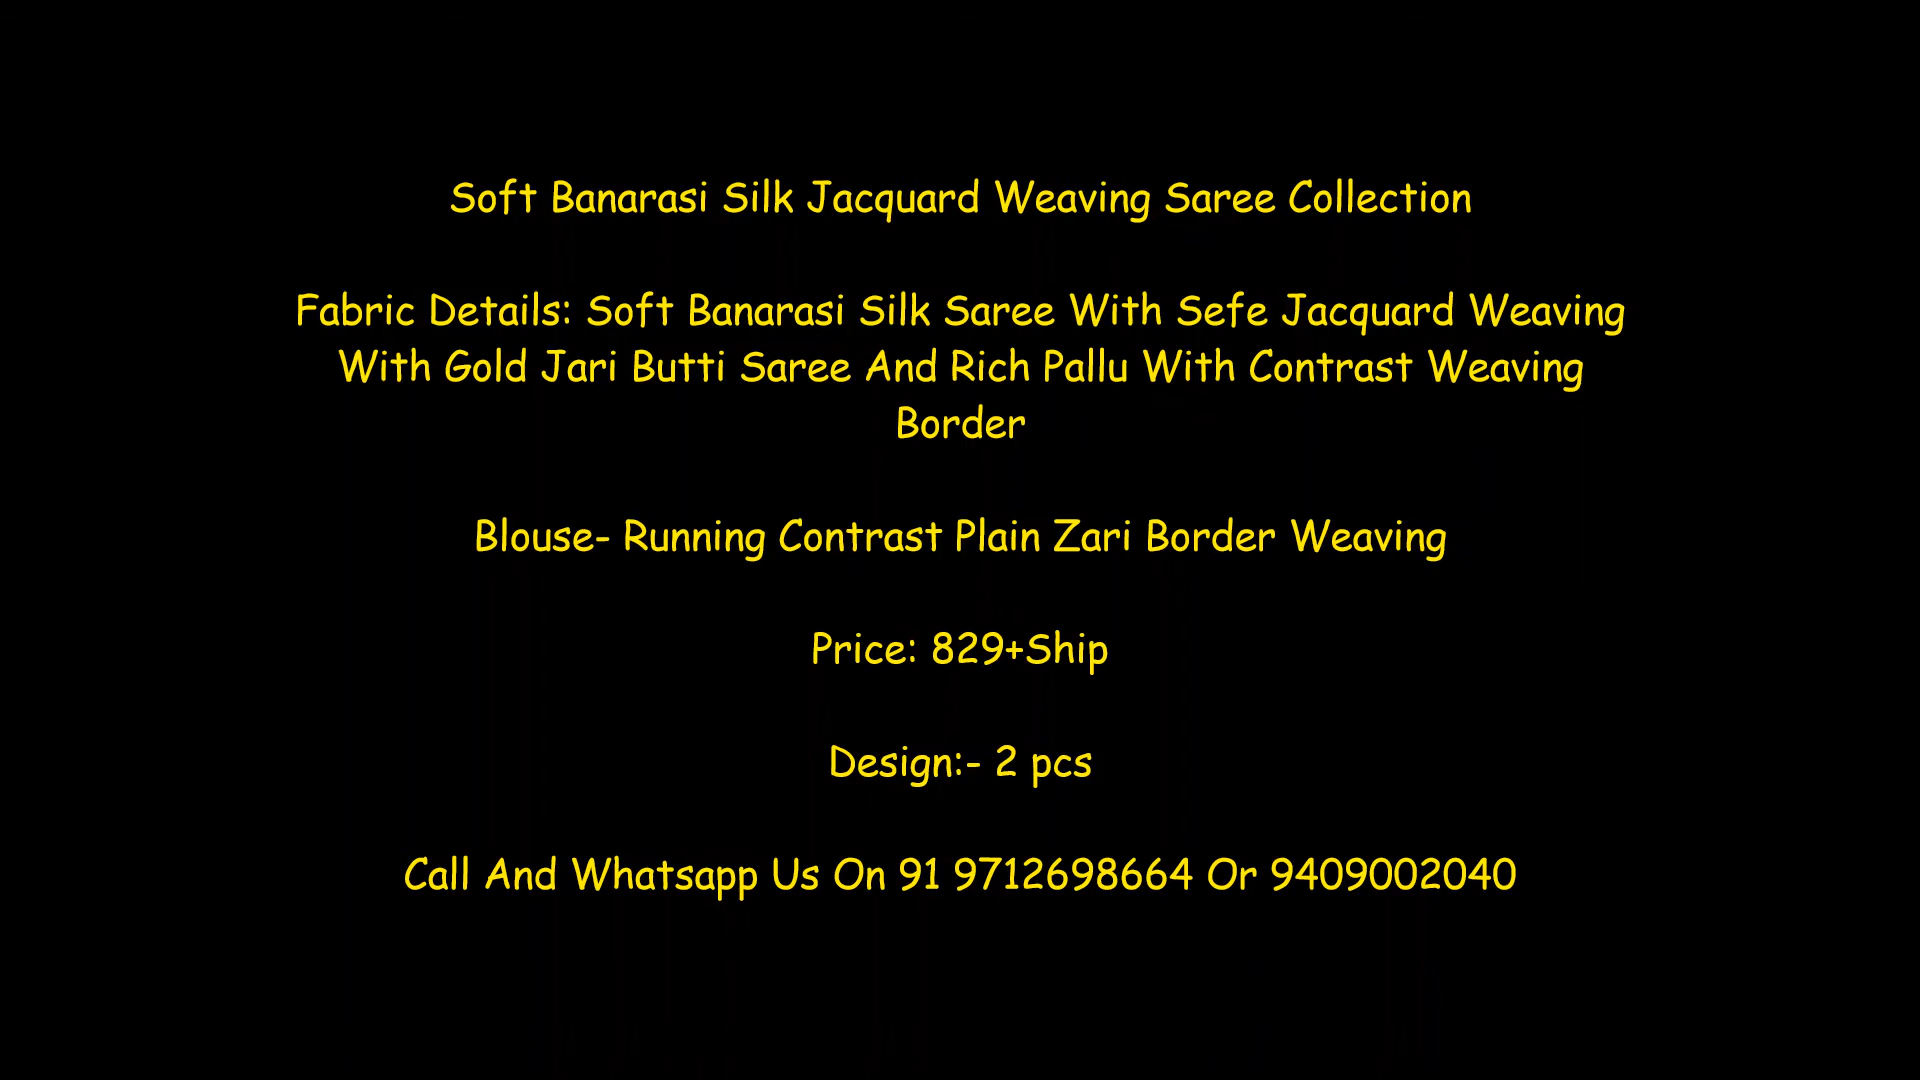 Soft Banarasi Silk Jacquard Weaving Saree Collection
Fabric Details: Soft Banarasi Silk Saree With Sefe Jacquard Weaving
With Gold Jari Butti Saree And Rich Pallu With Contrast Weaving
Border
Blouse- Running Contrast Plain Zari Border Weaving
Price: 829+Ship
Design:- 2 pcs
Call And Whatsapp Us On 91 9712698664 Or 9409002040